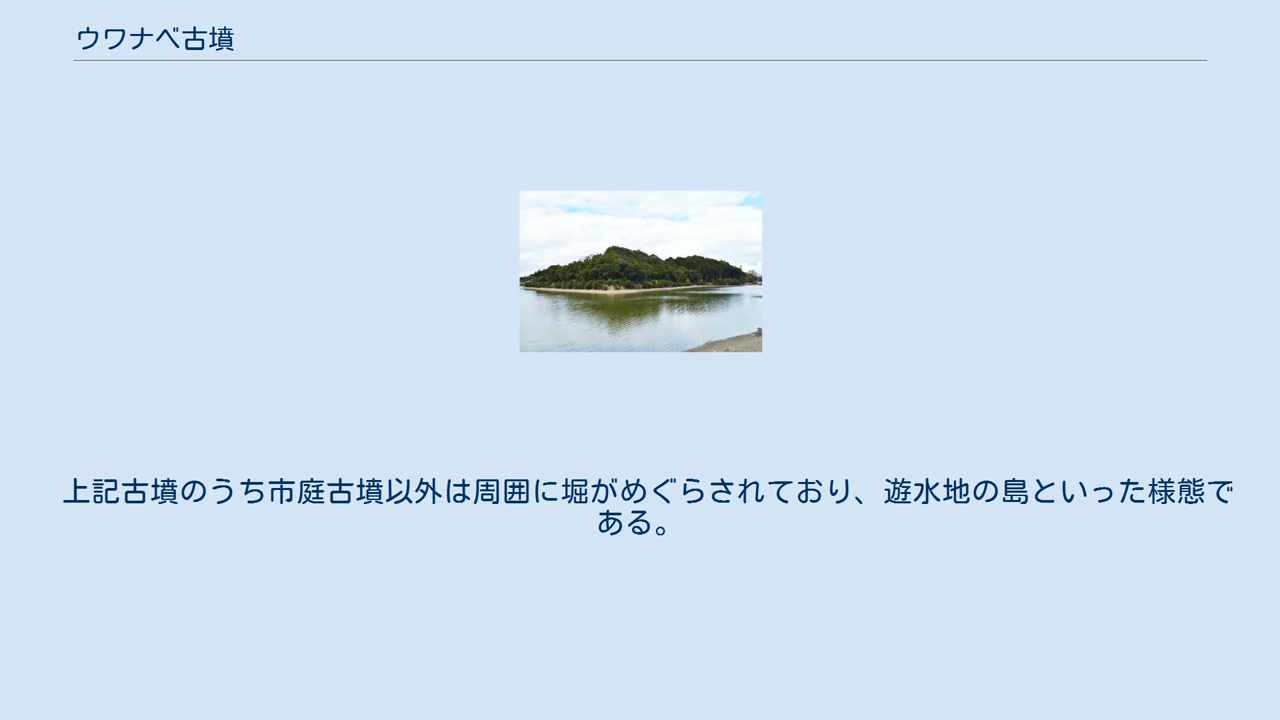 ウワナベ古墳
上記古墳のうち市庭古墳以外は周囲に堀がめぐらされており、遊水地の島といった様態で
ある。